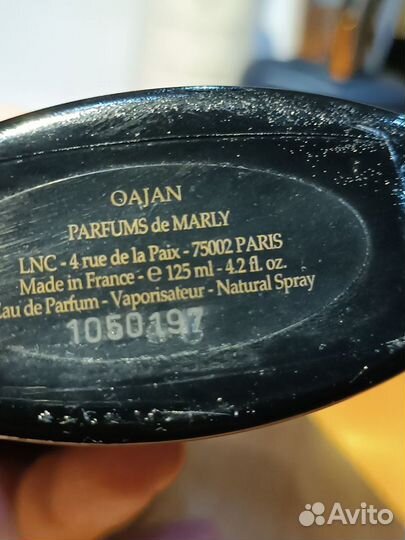 OAJAN
PARFUMS de MARLY
LNC - 4 rue de la Paix - 75002 PARIS
Made in France - ℮ 125 ml - 4.2 fl. oz.
Eau de Parfum - Vaporisateur - Natural Spray
1050197
Avito